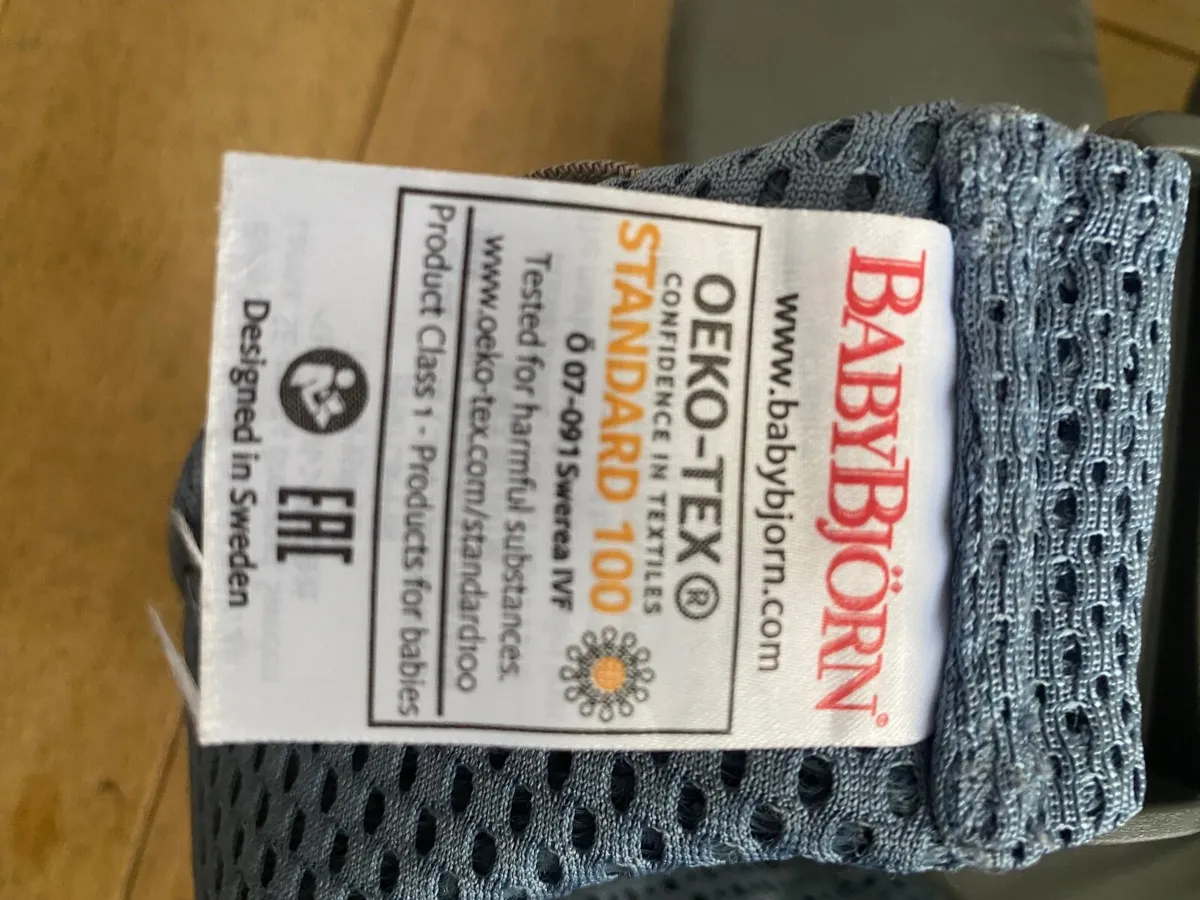 BABYBJÖRN®
www.babybjorn.com
OEKO-TEX®
CONFIDENCE IN TEXTILES
STANDARD 100
Ö 07-091 Swerea IVF
Tested for harmful substances.
www.oeko-tex.com/standard100
Product Class 1 - Products for babies
EAC
Designed in Sweden